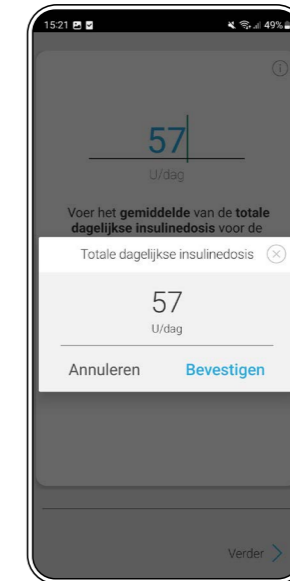 15:21
49%
57
U/dag
Voer het gemiddelde van de totale
dagelijkse insulinedosis voor de
Totale dagelijkse insulinedosis
57
U/dag
Annuleren Bevestigen
Verder